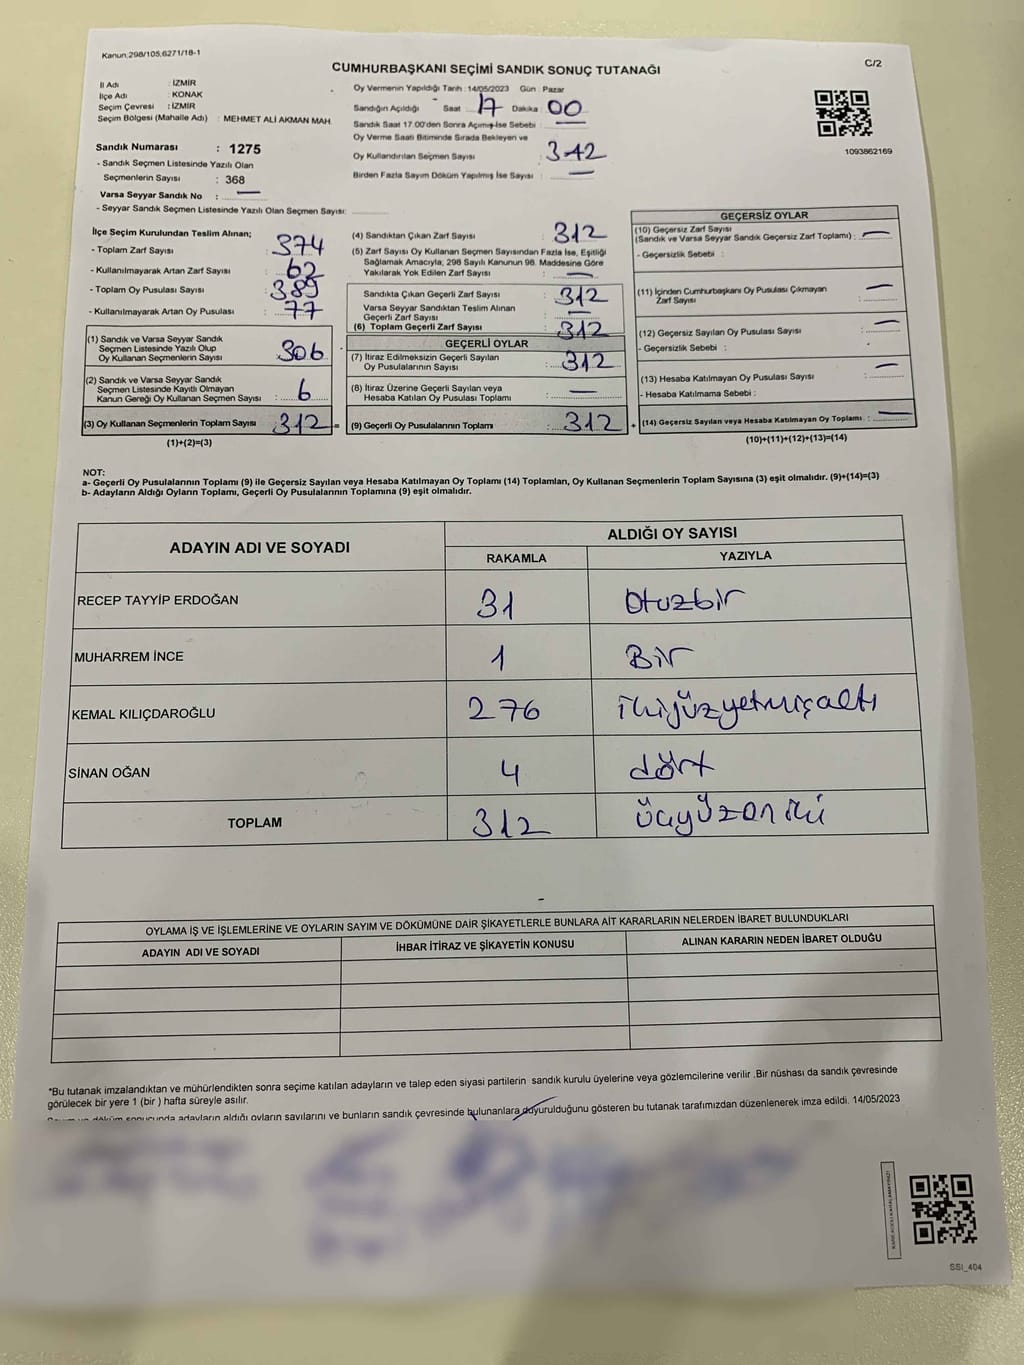 Kanun.298/105,6271/18-1
C/2
CUMHURBAŞKANI SEÇİMİ SANDIK SONUÇ TUTANAĞI
İl Adı : İZMİR
İlçe Adı : KONAK
Seçim Çevresi : İZMİR
Seçim Bölgesi (Mahalle Adı) : MEHMET ALİ AKMAN MAH.
Sandık Numarası : 1275
- Sandık Seçmen Listesinde Yazılı Olan
Seçmenlerin Sayısı : 368
Varsa Seyyar Sandık No : —
- Seyyar Sandık Seçmen Listesinde Yazılı Olan Seçmen Sayısı:
Oy Vermenin Yapıldığı Tarih : 14/05/2023 Gün : Pazar
Sandığın Açıldığı Saat : 17 Dakika : 00
Sandık Saat 17:00'den Sonra Açılmış İse Sebebi : —
Oy Verme Saati Bitiminde Sırada Bekleyen ve
Oy Kullandırılan Seçmen Sayısı : 312
Birden Fazla Sayım Döküm Yapılmış İse Sayısı : —
1093862169
İlçe Seçim Kurulundan Teslim Alınan;
- Toplam Zarf Sayısı : 374
- Kullanılmayarak Artan Zarf Sayısı : 62
- Toplam Oy Pusulası Sayısı : 389
- Kullanılmayarak Artan Oy Pusulası : 77
(1) Sandık ve Varsa Seyyar Sandık
Seçmen Listesinde Yazılı Olup
Oy Kullanan Seçmenlerin Sayısı : 306
(2) Sandık ve Varsa Seyyar Sandık
Seçmen Listesinde Kayıtlı Olmayan
Kanun Gereği Oy Kullanan Seçmen Sayısı : 6
(3) Oy Kullanan Seçmenlerin Toplam Sayısı : 312 =
(1)+(2)=(3)
(4) Sandıktan Çıkan Zarf Sayısı : 312
(5) Zarf Sayısı Oy Kullanan Seçmen Sayısından Fazla İse, Eşitliği
Sağlamak Amacıyla, 298 Sayılı Kanunun 98. Maddesine Göre
Yakılarak Yok Edilen Zarf Sayısı : —
Sandıkta Çıkan Geçerli Zarf Sayısı : 312
Varsa Seyyar Sandıktan Teslim Alınan
Geçerli Zarf Sayısı : —
(6) Toplam Geçerli Zarf Sayısı : 312
GEÇERLİ OYLAR
(7) İtiraz Edilmeksizin Geçerli Sayılan
Oy Pusulalarının Sayısı : 312
(8) İtiraz Üzerine Geçerli Sayılan veya
Hesaba Katılan Oy Pusulası Toplamı : —
(9) Geçerli Oy Pusulalarının Toplamı : 312 +
GEÇERSİZ OYLAR
(10) Geçersiz Zarf Sayısı
(Sandık ve Varsa Seyyar Sandık Geçersiz Zarf Toplamı) : —
- Geçersizlik Sebebi :
(11) İçinden Cumhurbaşkanı Oy Pusulası Çıkmayan
Zarf Sayısı : —
(12) Geçersiz Sayılan Oy Pusulası Sayısı : —
- Geçersizlik Sebebi :
(13) Hesaba Katılmayan Oy Pusulası Sayısı : —
- Hesaba Katılmama Sebebi :
(14) Geçersiz Sayılan veya Hesaba Katılmayan Oy Toplamı : —
(10)+(11)+(12)+(13)=(14)
NOT:
a- Geçerli Oy Pusulalarının Toplamı (9) ile Geçersiz Sayılan veya Hesaba Katılmayan Oy Toplamı (14) Toplamları, Oy Kullanan Seçmenlerin Toplam Sayısına (3) eşit olmalıdır. (9)+(14)=(3)
b- Adayların Aldığı Oyların Toplamı, Geçerli Oy Pusulalarının Toplamına (9) eşit olmalıdır.
ADAYIN ADI VE SOYADI
ALDIĞI OY SAYISI
RAKAMLA YAZIYLA
RECEP TAYYİP ERDOĞAN 31 Otuzbir
MUHARREM İNCE 1 Bir
KEMAL KILIÇDAROĞLU 276 ikiyüzyetmişaltı
SİNAN OĞAN 4 dört
TOPLAM 312 üçyüzoniki
OYLAMA İŞ VE İŞLEMLERİNE VE OYLARIN SAYIM VE DÖKÜMÜNE DAİR ŞİKAYETLERLE BUNLARA AİT KARARLARIN NELERDEN İBARET BULUNDUKLARI
ADAYIN ADI VE SOYADI İHBAR İTİRAZ VE ŞİKAYETİN KONUSU ALINAN KARARIN NEDEN İBARET OLDUĞU
*Bu tutanak imzalandıktan ve mühürlendikten sonra seçime katılan adayların ve talep eden siyasi partilerin sandık kurulu üyelerine veya gözlemcilerine verilir .Bir nüshası da sandık çevresinde
görülecek bir yere 1 (bir ) hafta süreyle asılır.
Sayım ve döküm sonucunda adayların aldığı oyların sayılarını ve bunların sandık çevresinde bulunanlara duyurulduğunu gösteren bu tutanak tarafımızdan düzenlenerek imza edildi. 14/05/2023
KARE KODU KARALAMAYINIZ!
SSI_404